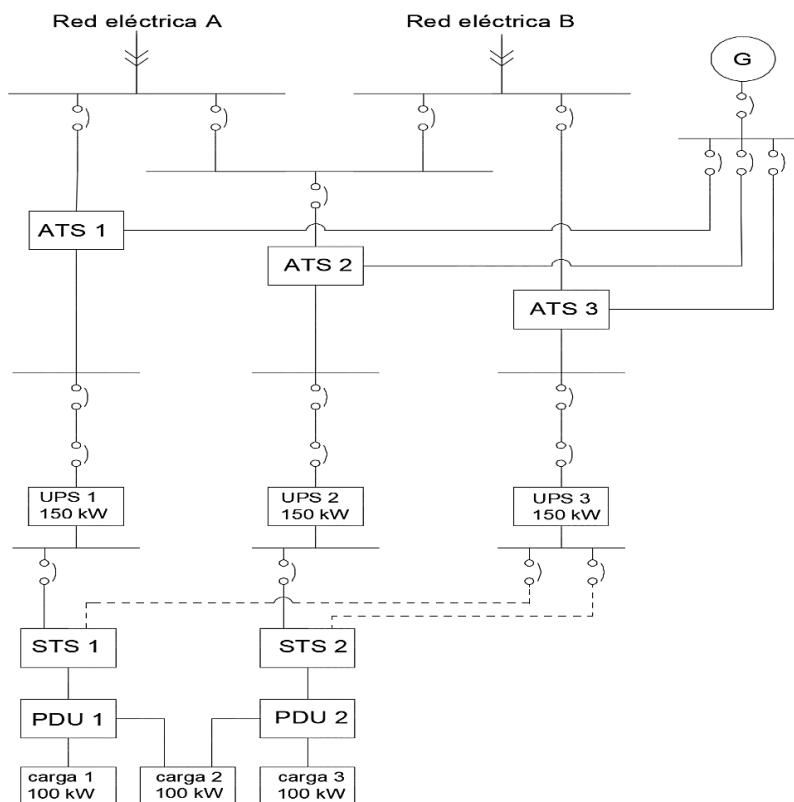 Red eléctrica A
Red eléctrica B
G
ATS 1
ATS 2
ATS 3
UPS 1
150 kW
UPS 2
150 kW
UPS 3
150 kW
STS 1
STS 2
PDU 1
PDU 2
carga 1
100 kW
carga 2
100 kW
carga 3
100 kW